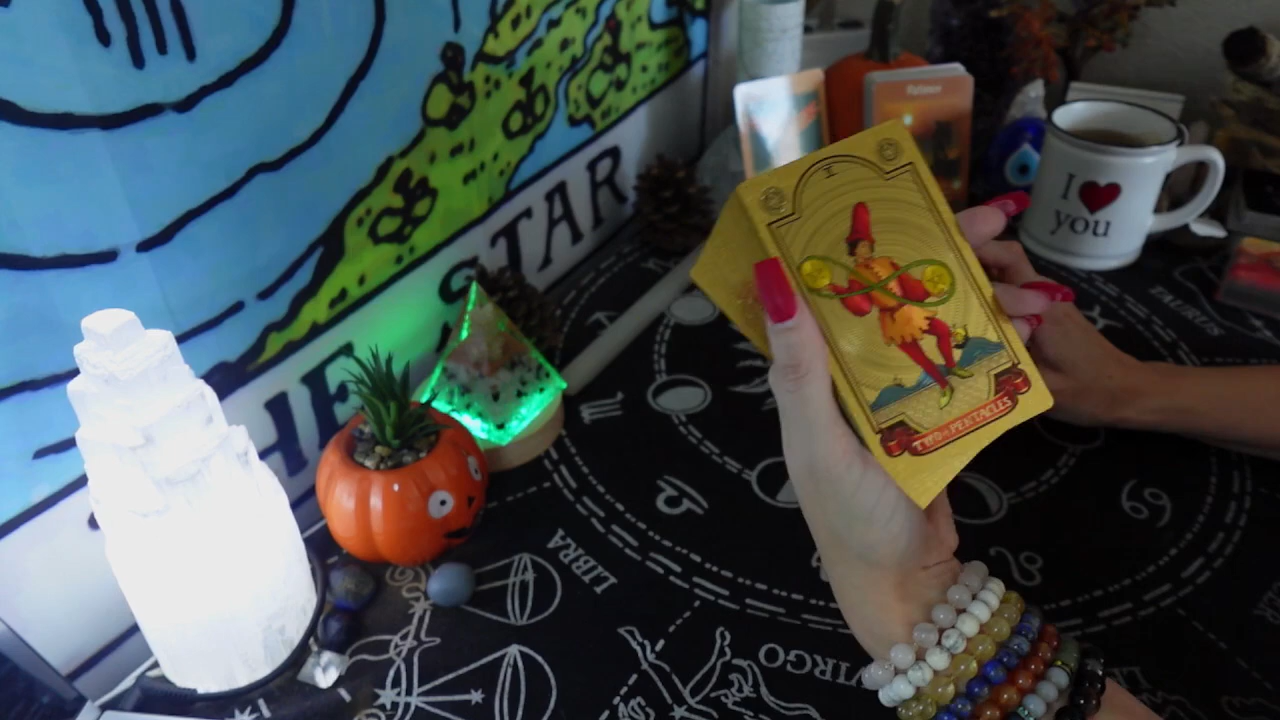 THE STAR
I
TWO OF PENTACLES
I ❤ you
TAURUS
LIBRA
VIRGO